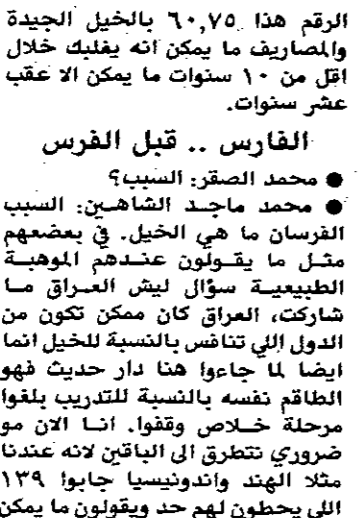 الرقم هذا ٦٠,٧٥ بالخيل الجيدة
والمصاريف ما يمكن انه يغلبك خلال
اقل من ١٠ سنوات ما يمكن الا عقب
عشر سنوات.
الفارس .. قبل الفرس
● محمد الصقر: السبب؟
● محمد ماجد الشاهين: السبب
الفرسان ما هي الخيل. في بعضهم
مثل ما يقولون عندهم الموهبة
الطبيعية سؤال ليش العراق ما
شاركت، العراق كان ممكن تكون من
الدول اللي تنافس بالنسبة للخيل انما
ايضا لما جاءوا هنا دار حديث فهو
الطاقم نفسه بالنسبة للتدريب بلغوا
مرحلة خلاص وقفوا. انا الان مو
ضروري نتطرق الى الباقين لانه عندنا
مثلا الهند واندونيسيا جابوا ١٣٩
اللي يحطون لهم حد ويقولون ما يمكن